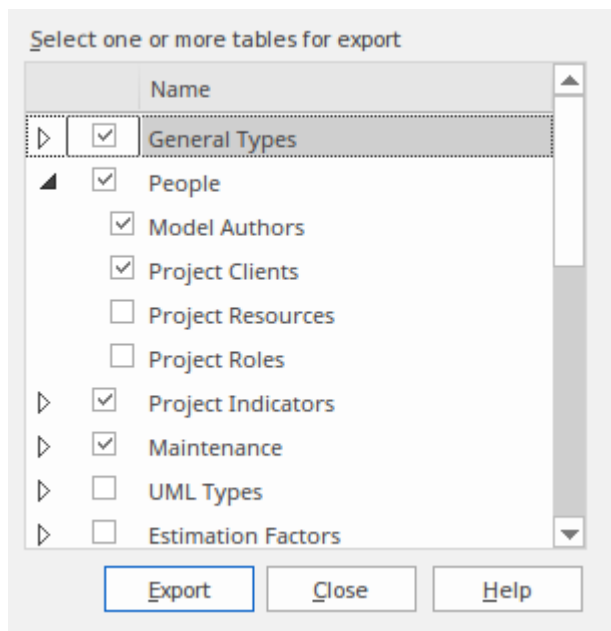 Select one or more tables for export
Name
General Types
People
Model Authors
Project Clients
Project Resources
Project Roles
Project Indicators
Maintenance
UML Types
Estimation Factors
Export Close Help